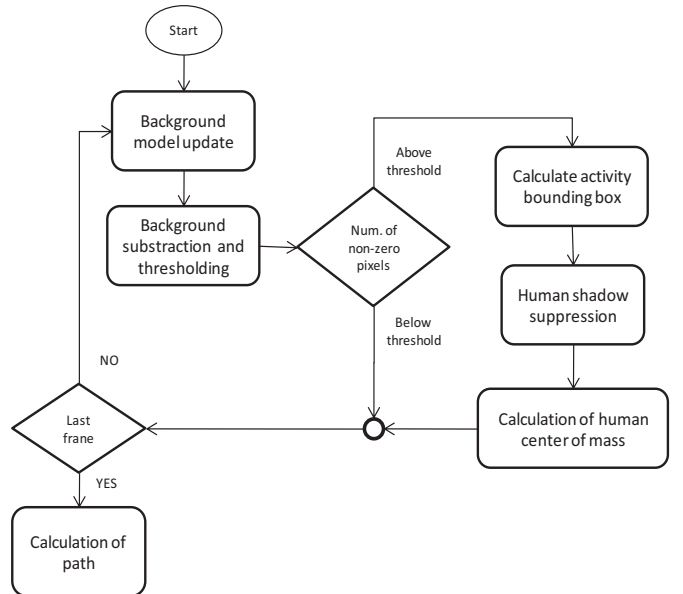 Start
Background
model update
Background
substraction and
thresholding
Num. of
non-zero
pixels
Above
threshold
Below
threshold
Calculate activity
bounding box
Human shadow
suppression
Calculation of human
center of mass
Last
frane
NO
YES
Calculation of
path